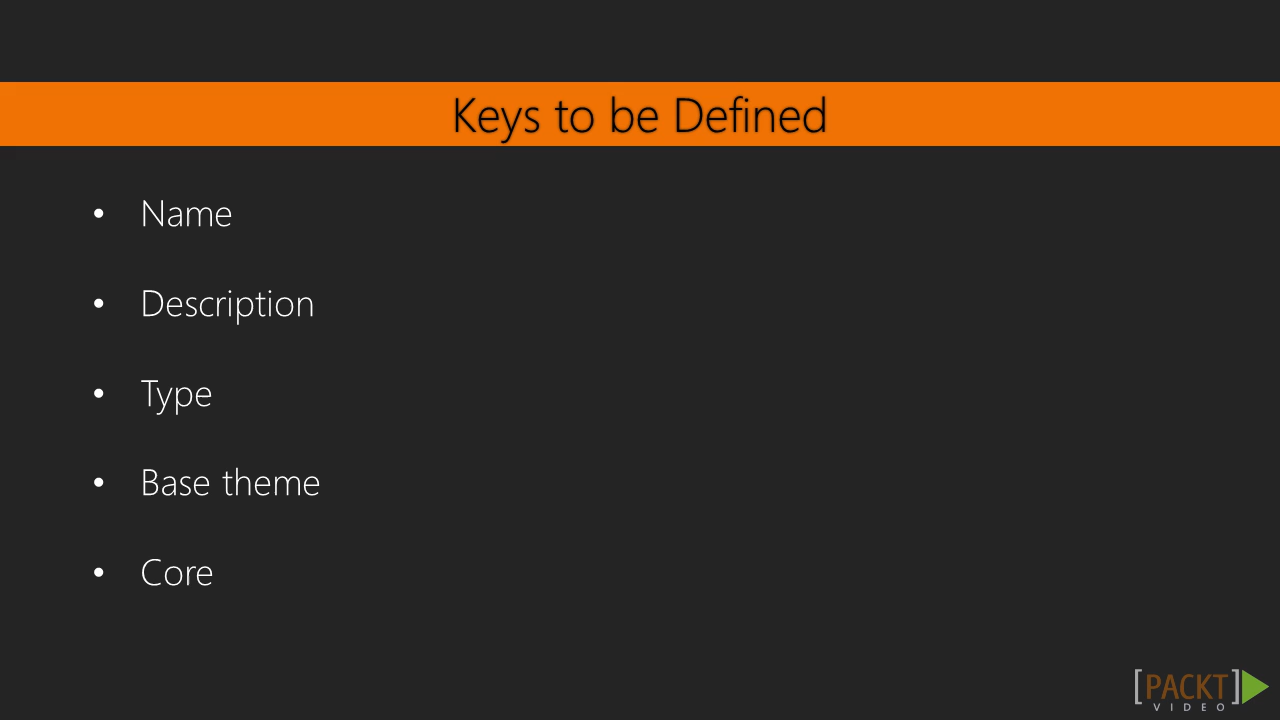 Keys to be Defined
• Name
• Description
• Type
• Base theme
• Core
[PACKT]
VIDEO